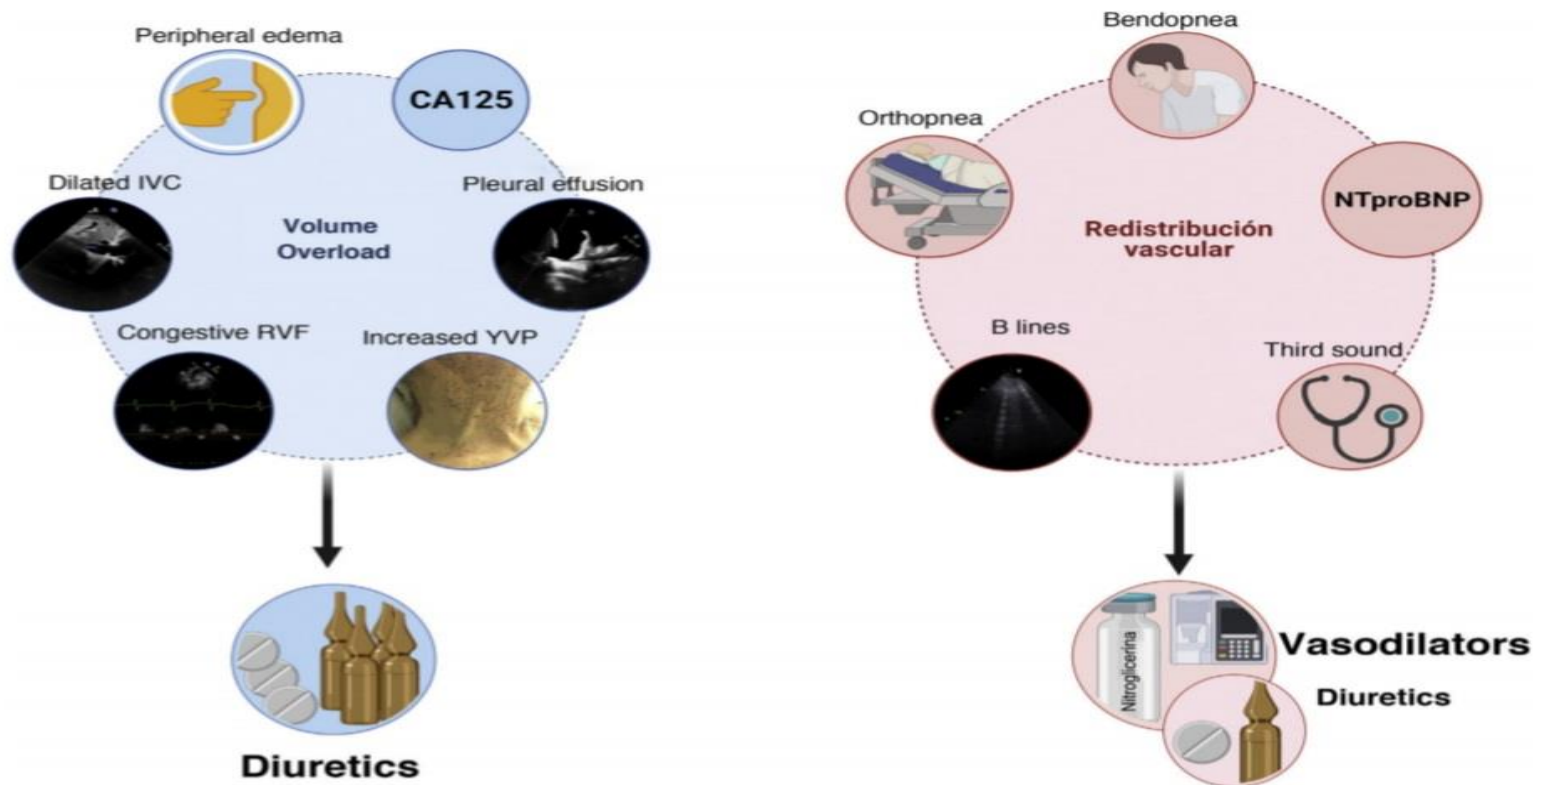 Peripheral edema
CA125
Dilated IVC
Pleural effusion
Volume
Overload
Congestive RVF
Increased YVP
Diuretics
Bendopnea
Orthopnea
NTproBNP
Redistribución
vascular
B lines
Third sound
Nitroglicerina
Vasodilators
Diuretics